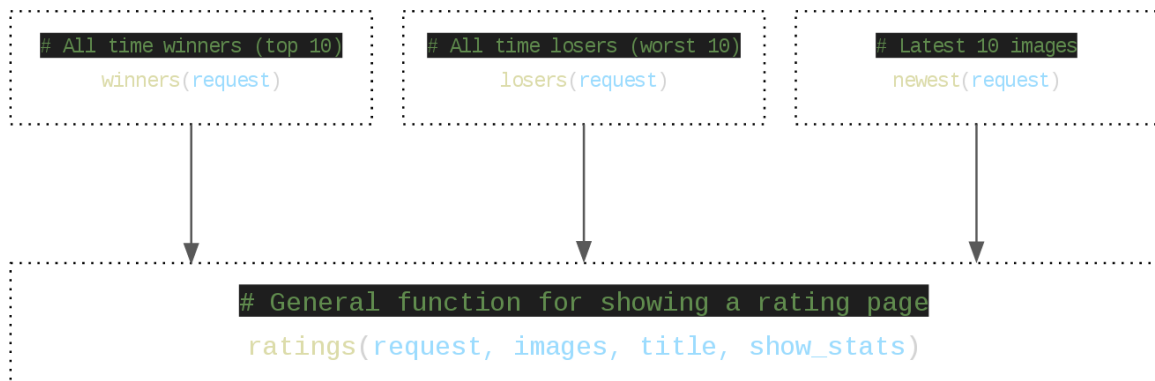 # All time winners (top 10)
winners(request)
# All time losers (worst 10)
losers(request)
# Latest 10 images
newest(request)
# General function for showing a rating page
ratings(request, images, title, show_stats)